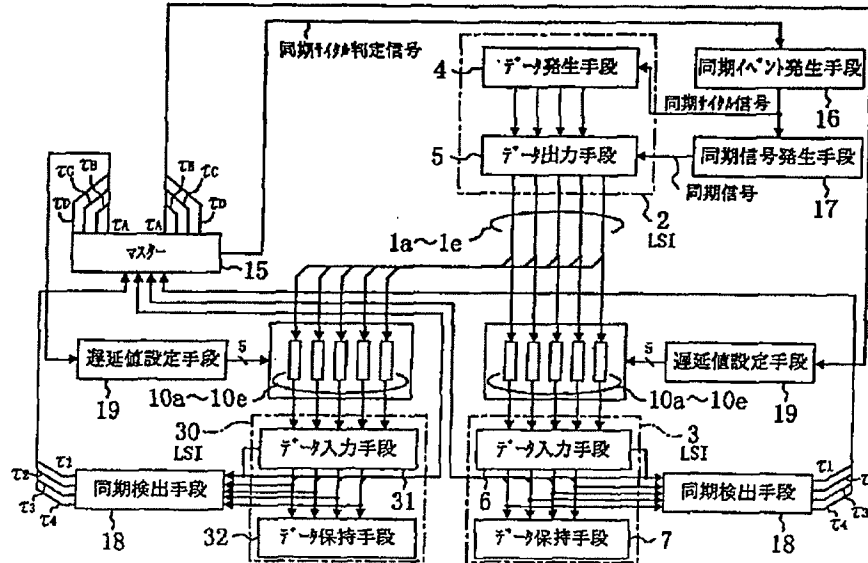 同期サイクル判定信号
4
データ発生手段
同期イベント発生手段
16
同期サイクル信号
5
データ出力手段
同期信号発生手段
17
同期信号
2
LSI
1a～1e
τC
τB
τD
τA
τA
τB
τC
τD
マスター
15
遅延値設定手段
5
19
10a～10e
10a～10e
5
遅延値設定手段
19
30
LSI
データ入力手段
31
データ入力手段
6
3
LSI
τ2
τ1
τ3
τ4
同期検出手段
18
同期検出手段
18
τ1
τ3
τ4
32
データ保持手段
データ保持手段
7